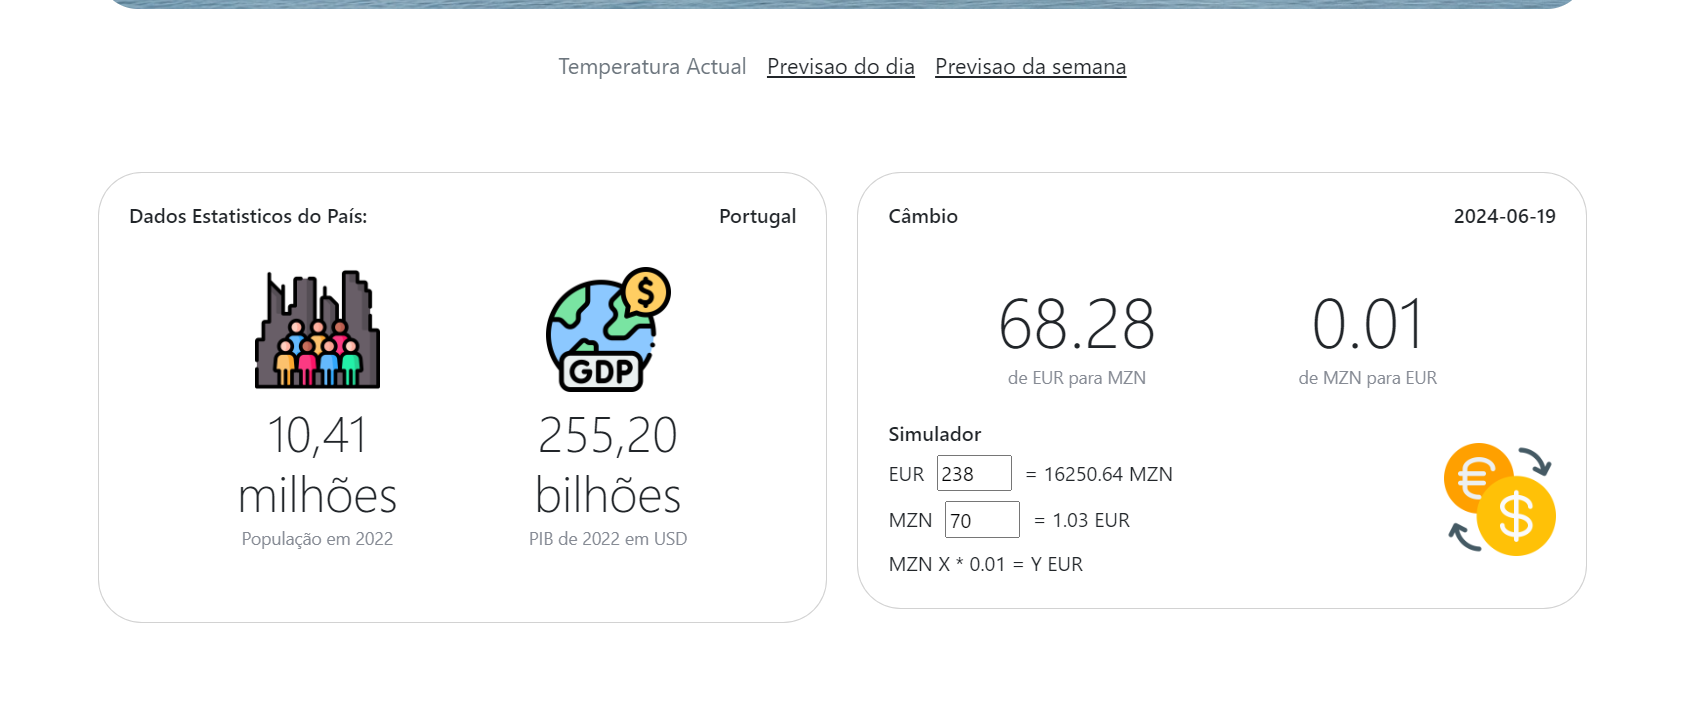 Temperatura Actual Previsao do dia Previsao da semana
Dados Estatisticos do País: Portugal
$
GDP
10,41
milhões
População em 2022
255,20
bilhões
PIB de 2022 em USD
Câmbio 2024-06-19
68.28
de EUR para MZN
0.01
de MZN para EUR
Simulador
EUR 238 = 16250.64 MZN
MZN 70 = 1.03 EUR
MZN X * 0.01 = Y EUR
€
$